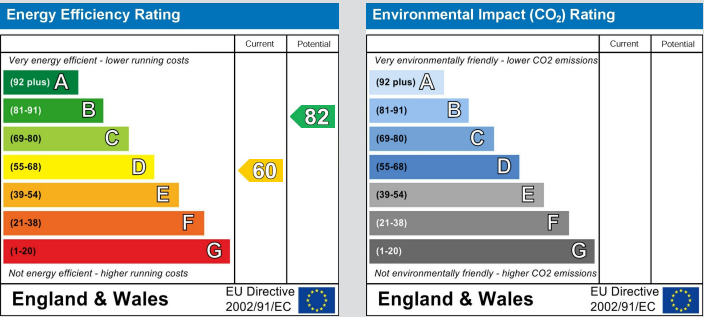 Energy Efficiency Rating
Current Potential
Very energy efficient - lower running costs
(92 plus) A
(81-91) B
82
(69-80) C
(55-68) D
60
(39-54) E
(21-38) F
(1-20) G
Not energy efficient - higher running costs
England & Wales
EU Directive
2002/91/EC
Environmental Impact (CO₂) Rating
Current Potential
Very environmentally friendly - lower CO2 emissions
(92 plus) A
(81-91) B
(69-80) C
(55-68) D
(39-54) E
(21-38) F
(1-20) G
Not environmentally friendly - higher CO2 emissions
England & Wales
EU Directive
2002/91/EC